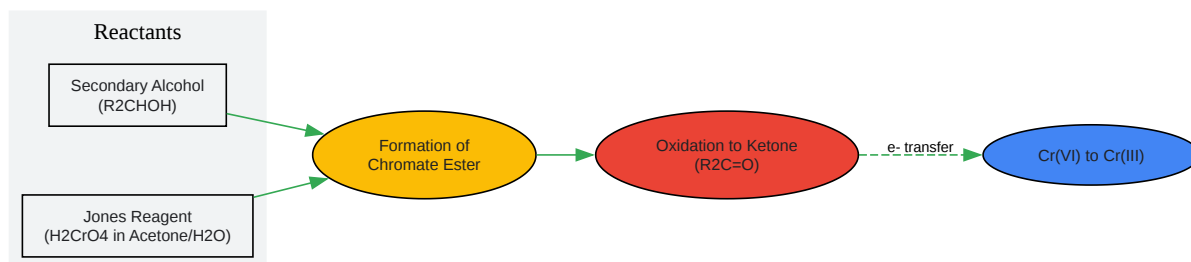 Reactants
Secondary Alcohol
(R2CHOH)
Jones Reagent
(H2CrO4 in Acetone/H2O)
Formation of
Chromate Ester
Oxidation to Ketone
(R2C=O)
e- transfer
Cr(VI) to Cr(III)